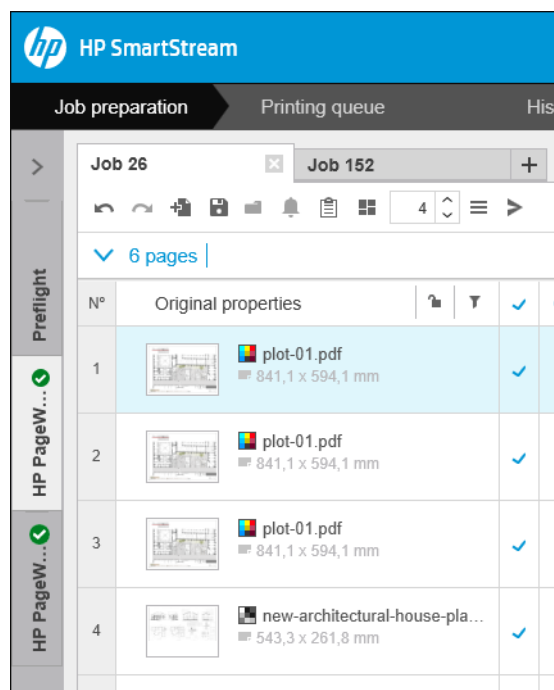 hp HP SmartStream
Job preparation Printing queue His
Job 26 Job 152 +
4
6 pages
Nº Original properties
1 plot-01.pdf
841,1 x 594,1 mm
2 plot-01.pdf
841,1 x 594,1 mm
3 plot-01.pdf
841,1 x 594,1 mm
4 new-architectural-house-pla...
543,3 x 261,8 mm
Preflight
HP PageW...
HP PageW...